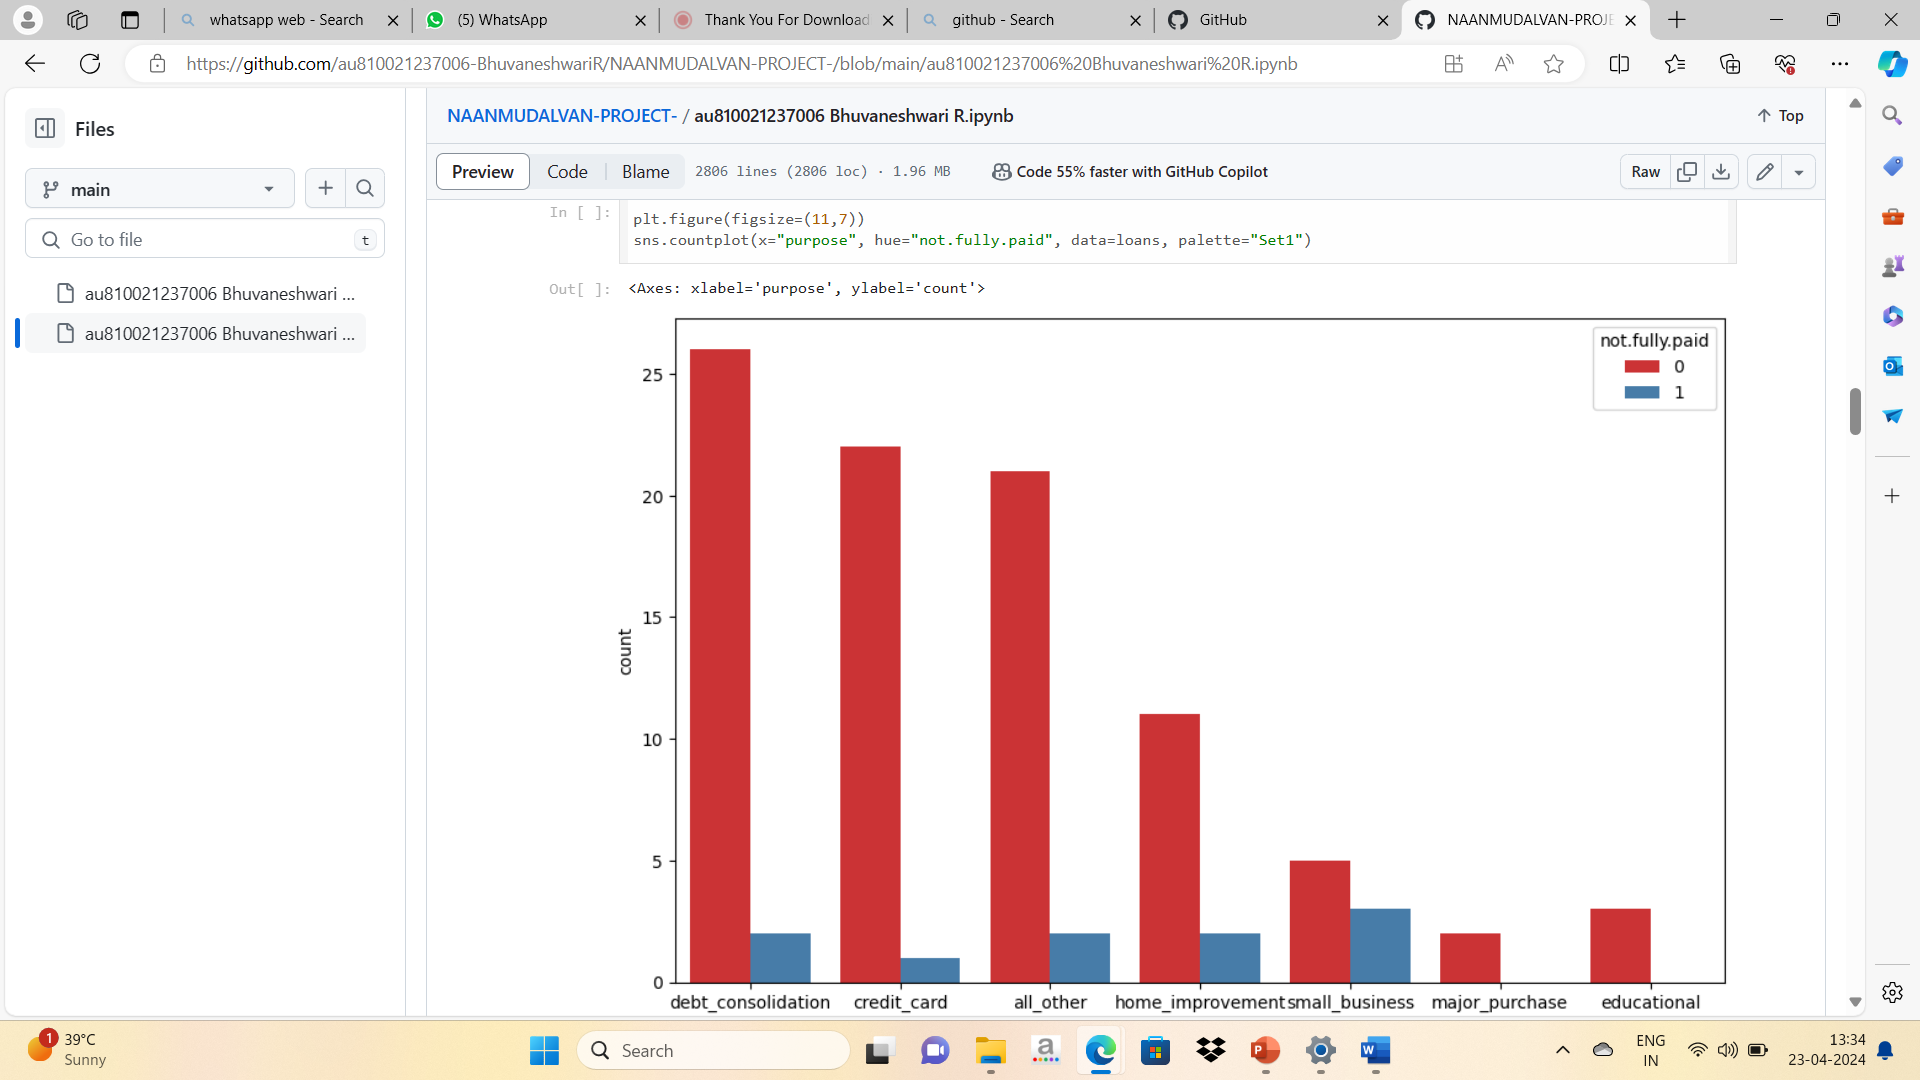 whatsapp web - Search
(5) WhatsApp
Thank You For Download
github - Search
GitHub
NAANMUDALVAN-PROJE
https://github.com/au810021237006-BhuvaneshwariR/NAANMUDALVAN-PROJECT-/blob/main/au810021237006%20Bhuvaneshwari%20R.ipynb
Files
main
Go to file
t
au810021237006 Bhuvaneshwari ...
au810021237006 Bhuvaneshwari ...
NAANMUDALVAN-PROJECT- / au810021237006 Bhuvaneshwari R.ipynb
Top
Preview
Code
Blame
2806 lines (2806 loc) · 1.96 MB
Code 55% faster with GitHub Copilot
Raw
In [ ]:
plt.figure(figsize=(11,7))
sns.countplot(x="purpose", hue="not.fully.paid", data=loans, palette="Set1")
Out[ ]:
<Axes: xlabel='purpose', ylabel='count'>
not.fully.paid
0
1
25
20
15
10
5
0
count
debt_consolidation
credit_card
all_other
home_improvement
small_business
major_purchase
educational
1
39°C
Sunny
Search
a
ENG
IN
13:34
23-04-2024